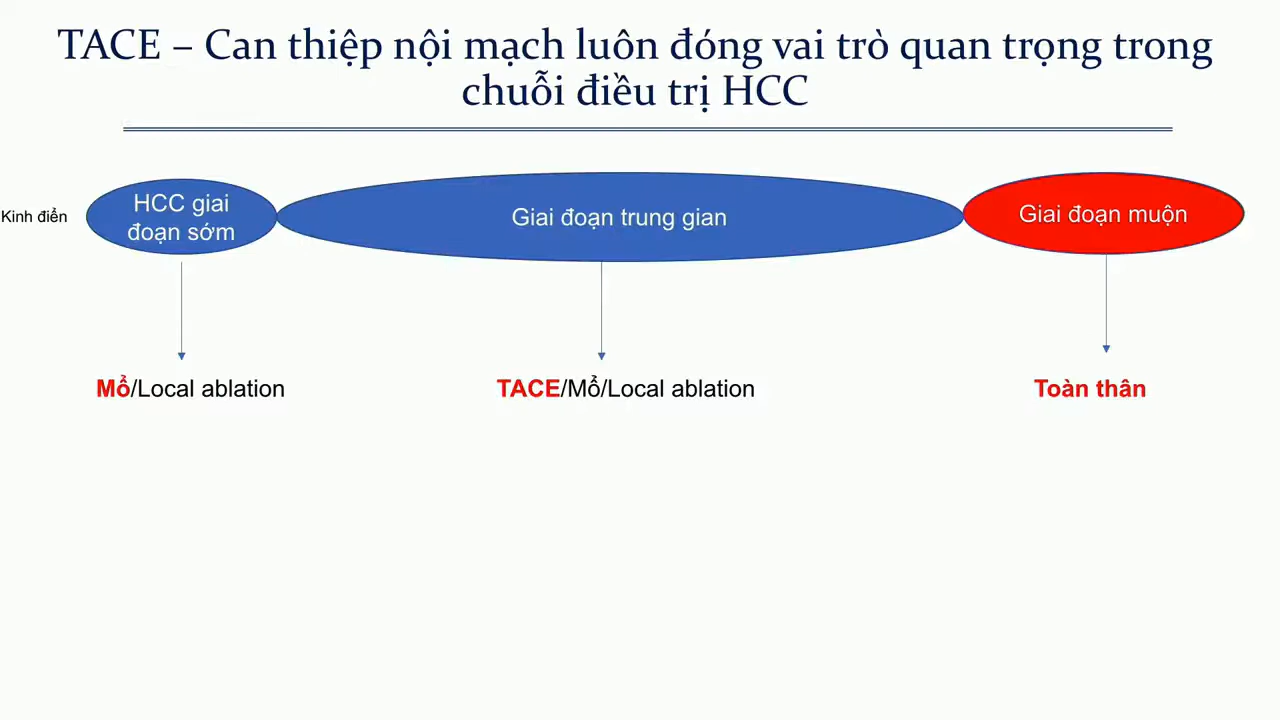 TACE – Can thiệp nội mạch luôn đóng vai trò quan trọng trong
chuỗi điều trị HCC
Kinh điển
HCC giai
đoạn sớm
Giai đoạn trung gian
Giai đoạn muộn
Mổ/Local ablation
TACE/Mổ/Local ablation
Toàn thân